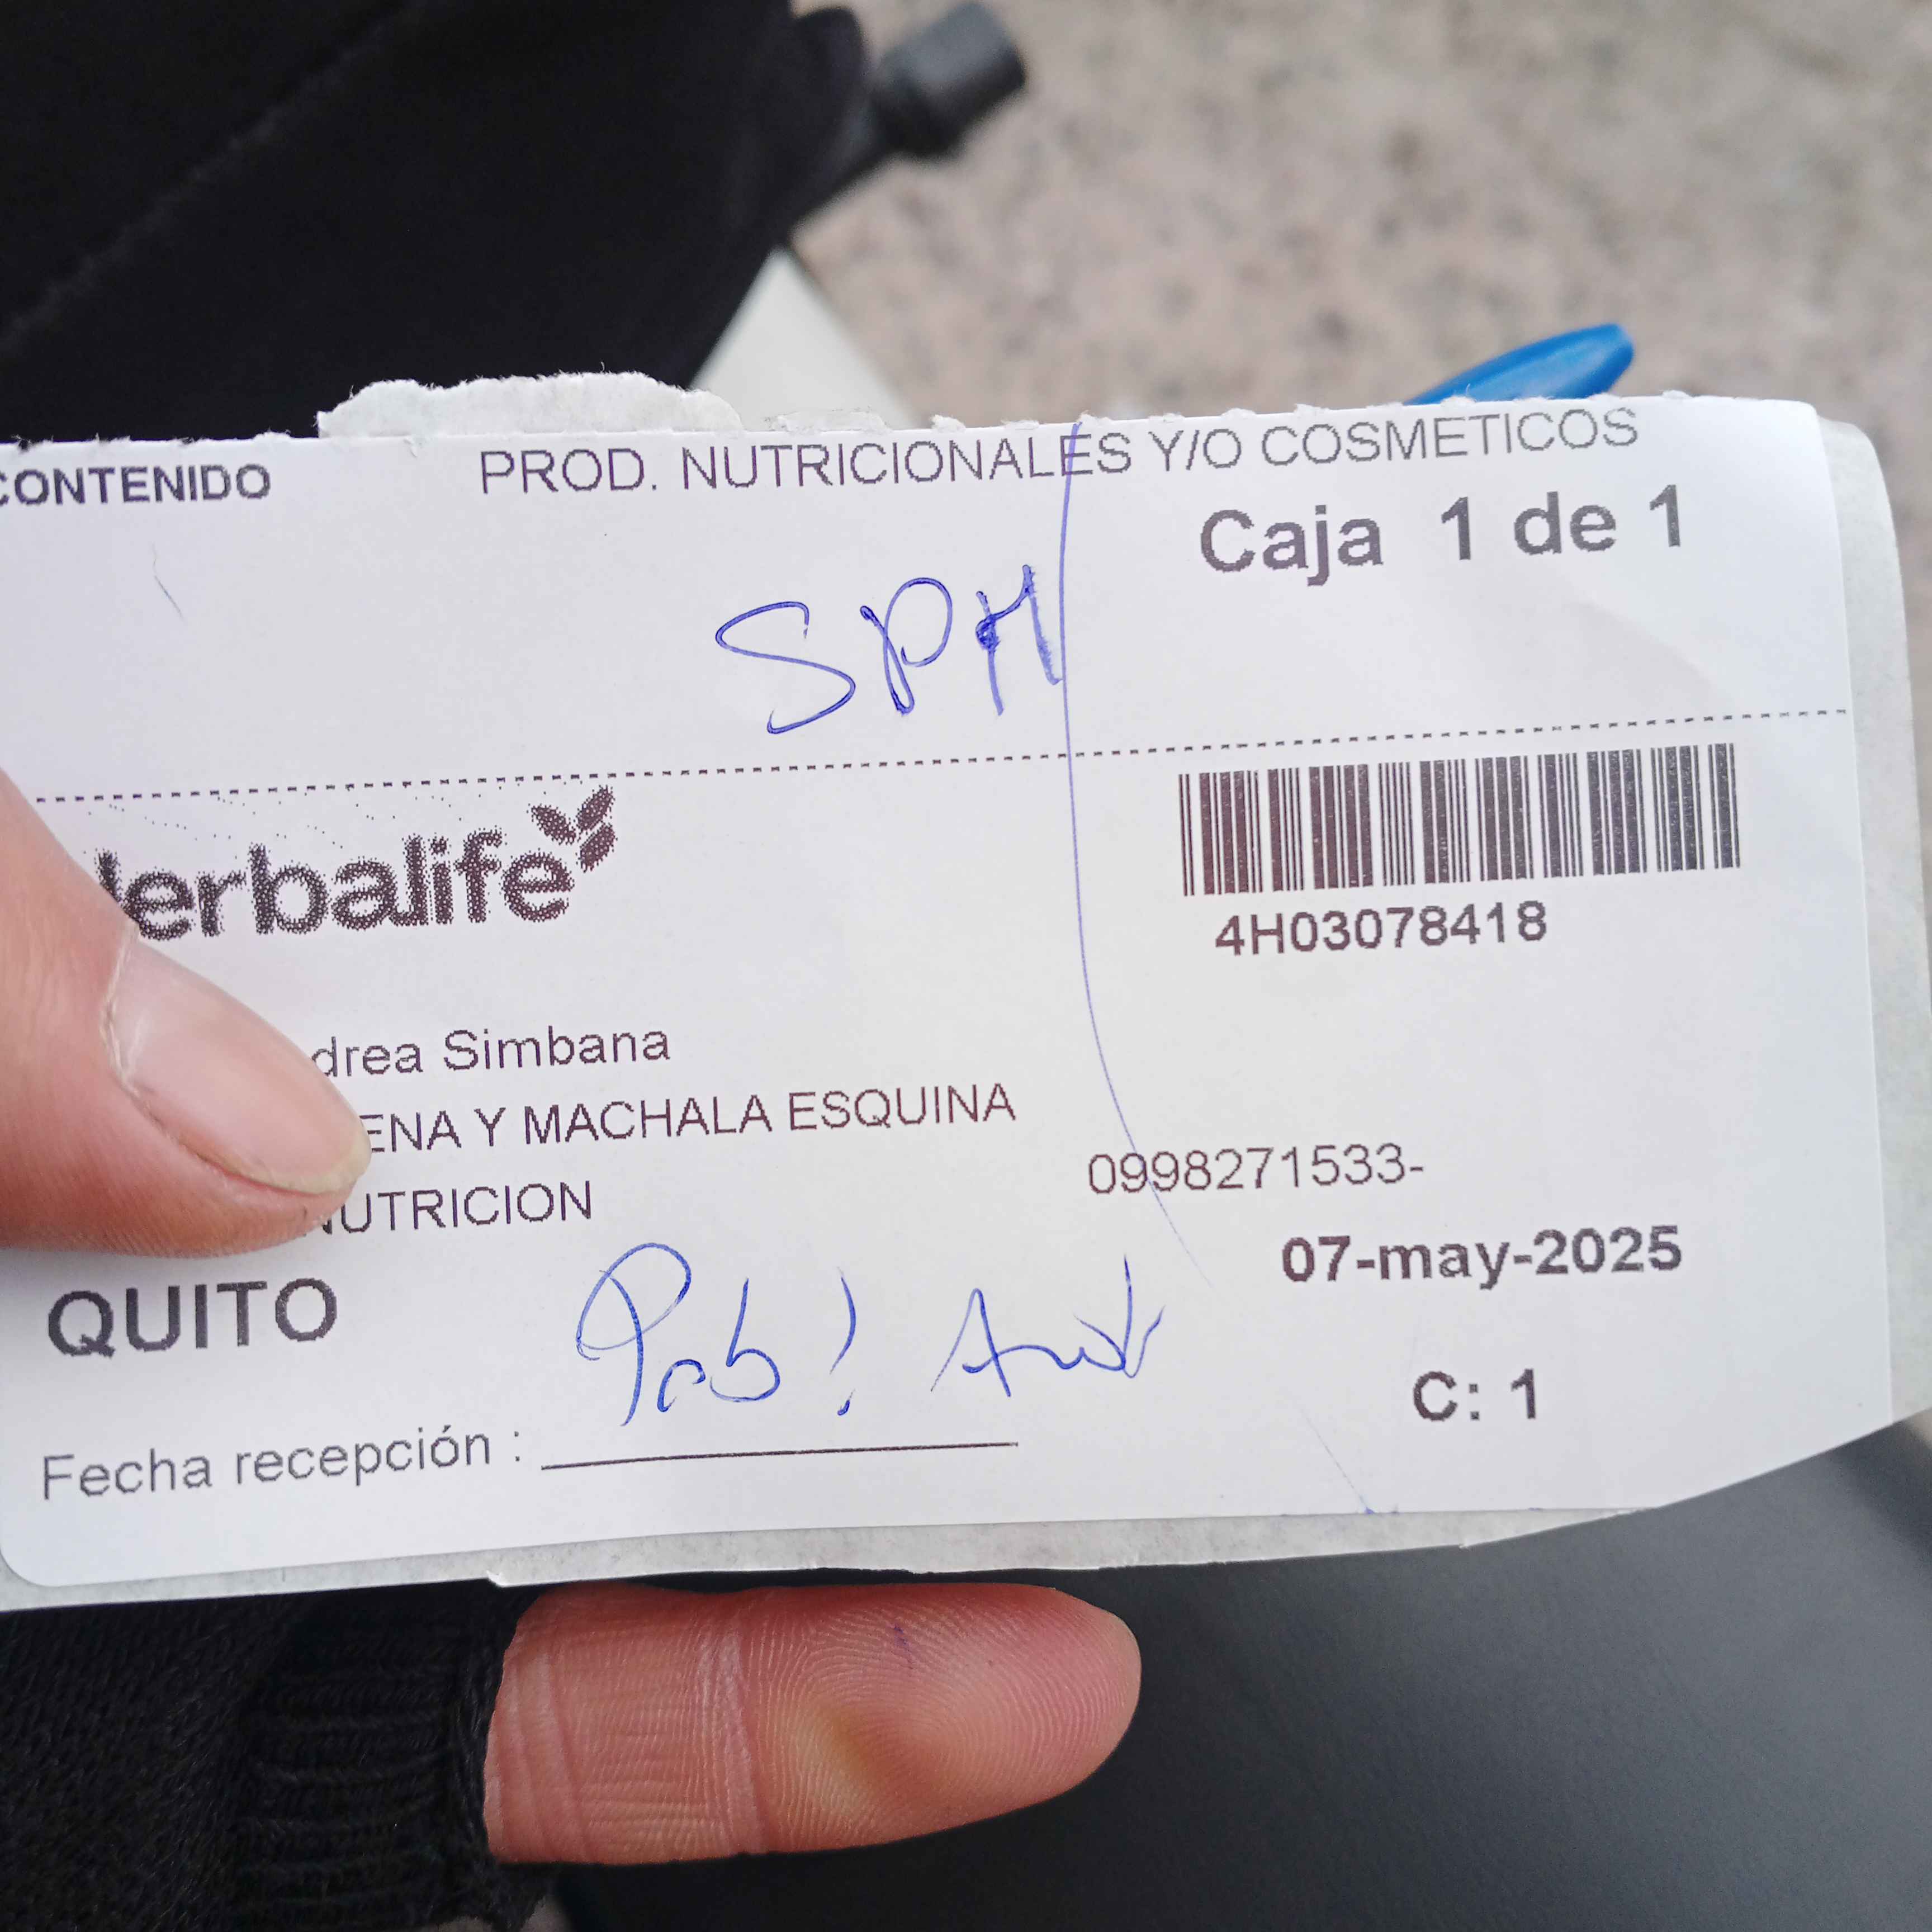 CONTENIDO PROD. NUTRICIONALES Y/O COSMETICOS
Caja 1 de 1
SPM
Herbalife
4H03078418
drea Simbana
ENA Y MACHALA ESQUINA
0998271533-
NUTRICION
07-may-2025
QUITO
C: 1
Fecha recepción :